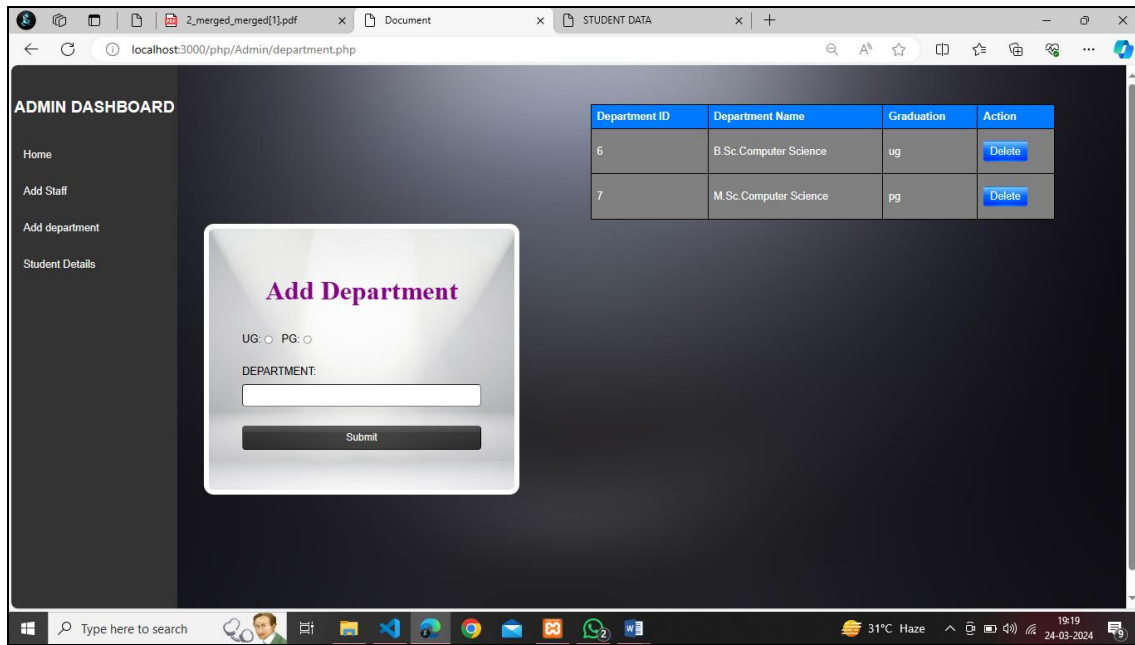 2_merged_merged[1].pdf
Document
STUDENT DATA
localhost:3000/php/Admin/department.php
ADMIN DASHBOARD
Home
Add Staff
Add department
Student Details
Department ID Department Name Graduation Action
6 B.Sc.Computer Science ug Delete
7 M.Sc.Computer Science pg Delete
Add Department
UG: PG:
DEPARTMENT:
Submit
Type here to search
31°C Haze
19:19
24-03-2024